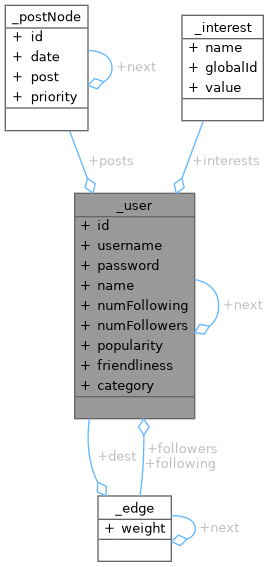 _postNode
+ id
+ date
+ post
+ priority
+next
_interest
+ name
+ globalId
+ value
+posts
+interests
_user
+ id
+ username
+ password
+ name
+ numFollowing
+ numFollowers
+ popularity
+ friendliness
+ category
+next
+dest
+followers
+following
_edge
+ weight
+next